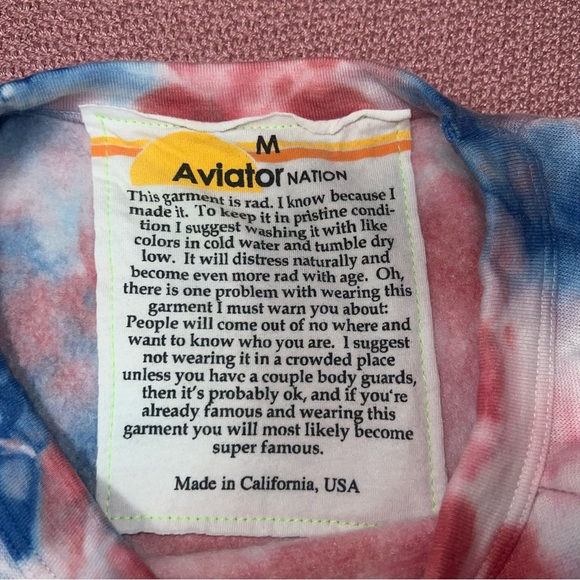 M
Aviator NATION
This garment is rad. I know because I
made it. To keep it in pristine condi-
tion I suggest washing it with like
colors in cold water and tumble dry
low. It will distress naturally and
become even more rad with age. Oh,
there is one problem with wearing this
garment I must warn you about:
People will come out of no where and
want to know who you are. I suggest
not wearing it in a crowded place
unless you have a couple body guards,
then it's probably ok, and if you're
already famous and wearing this
garment you will most likely become
super famous.
Made in California, USA